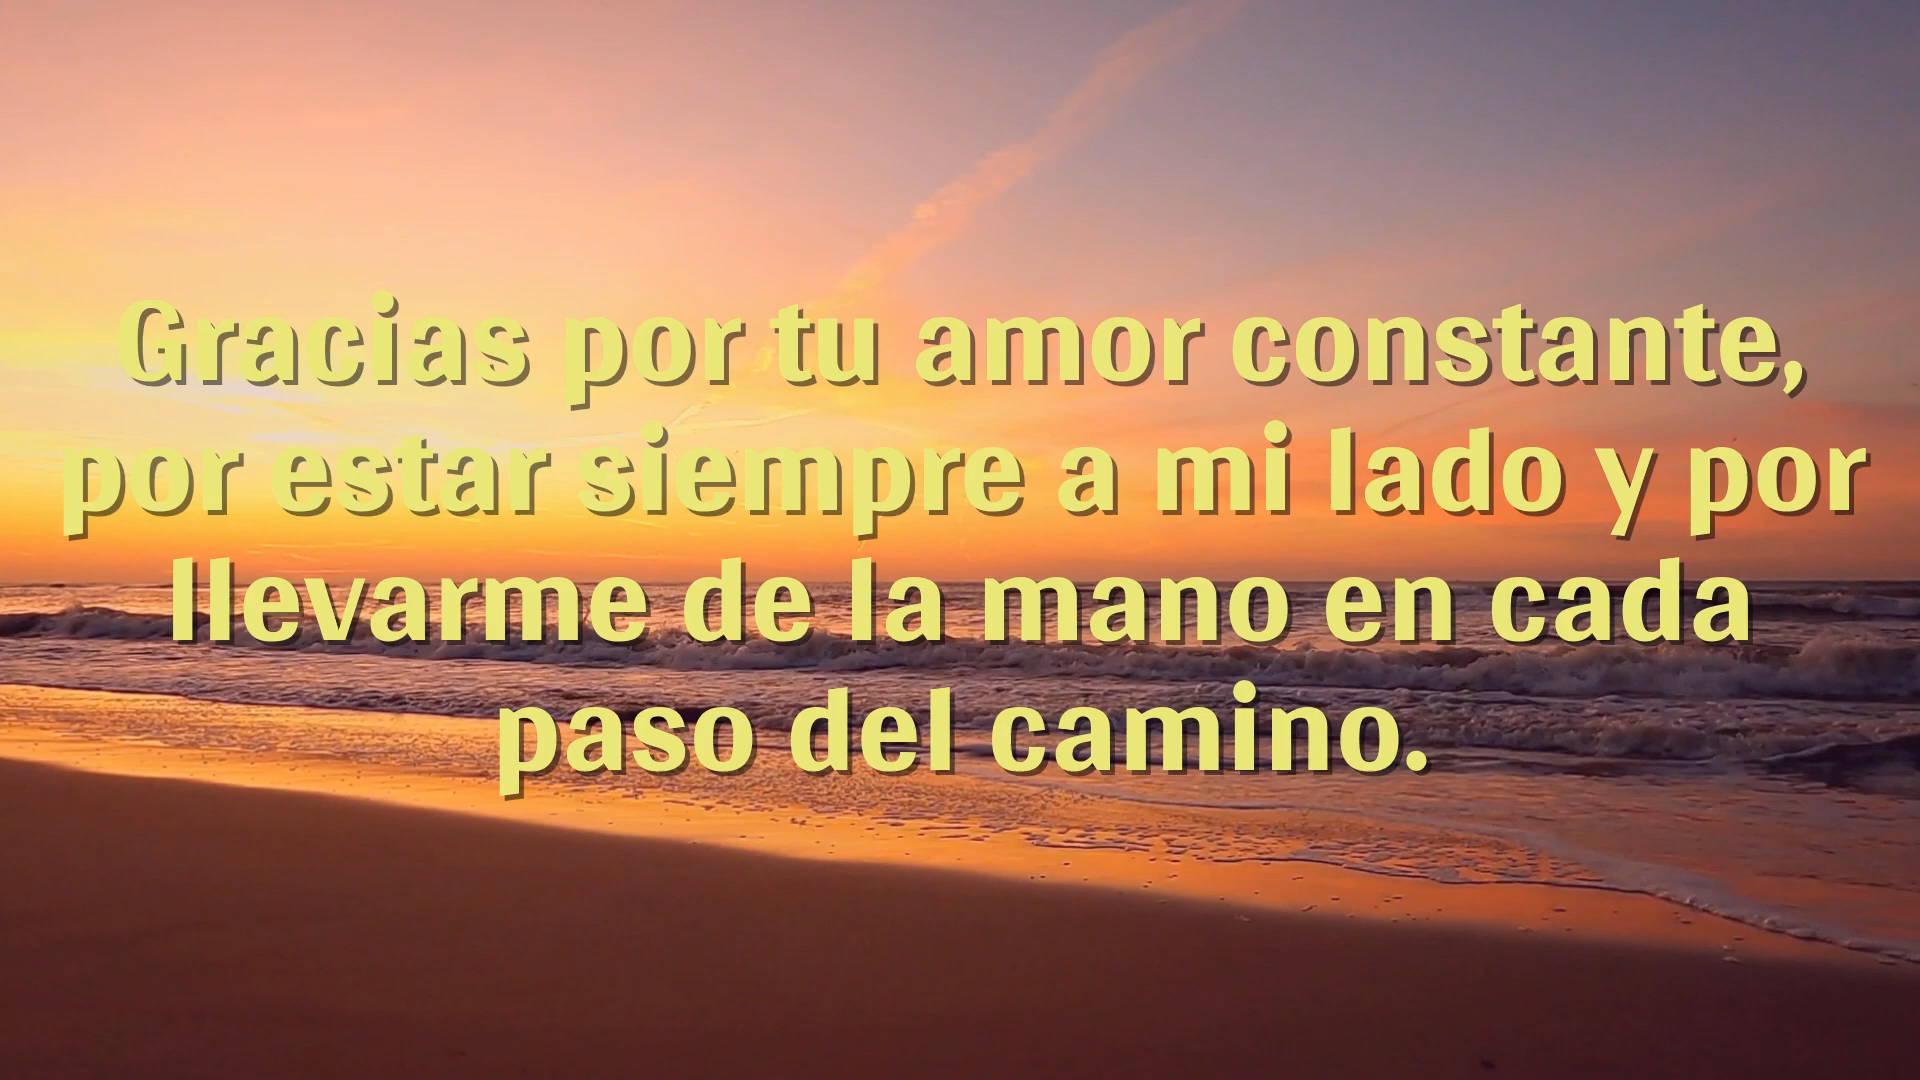 Gracias por tu amor constante,
por estar siempre a mi lado y por
llevarme de la mano en cada
paso del camino.